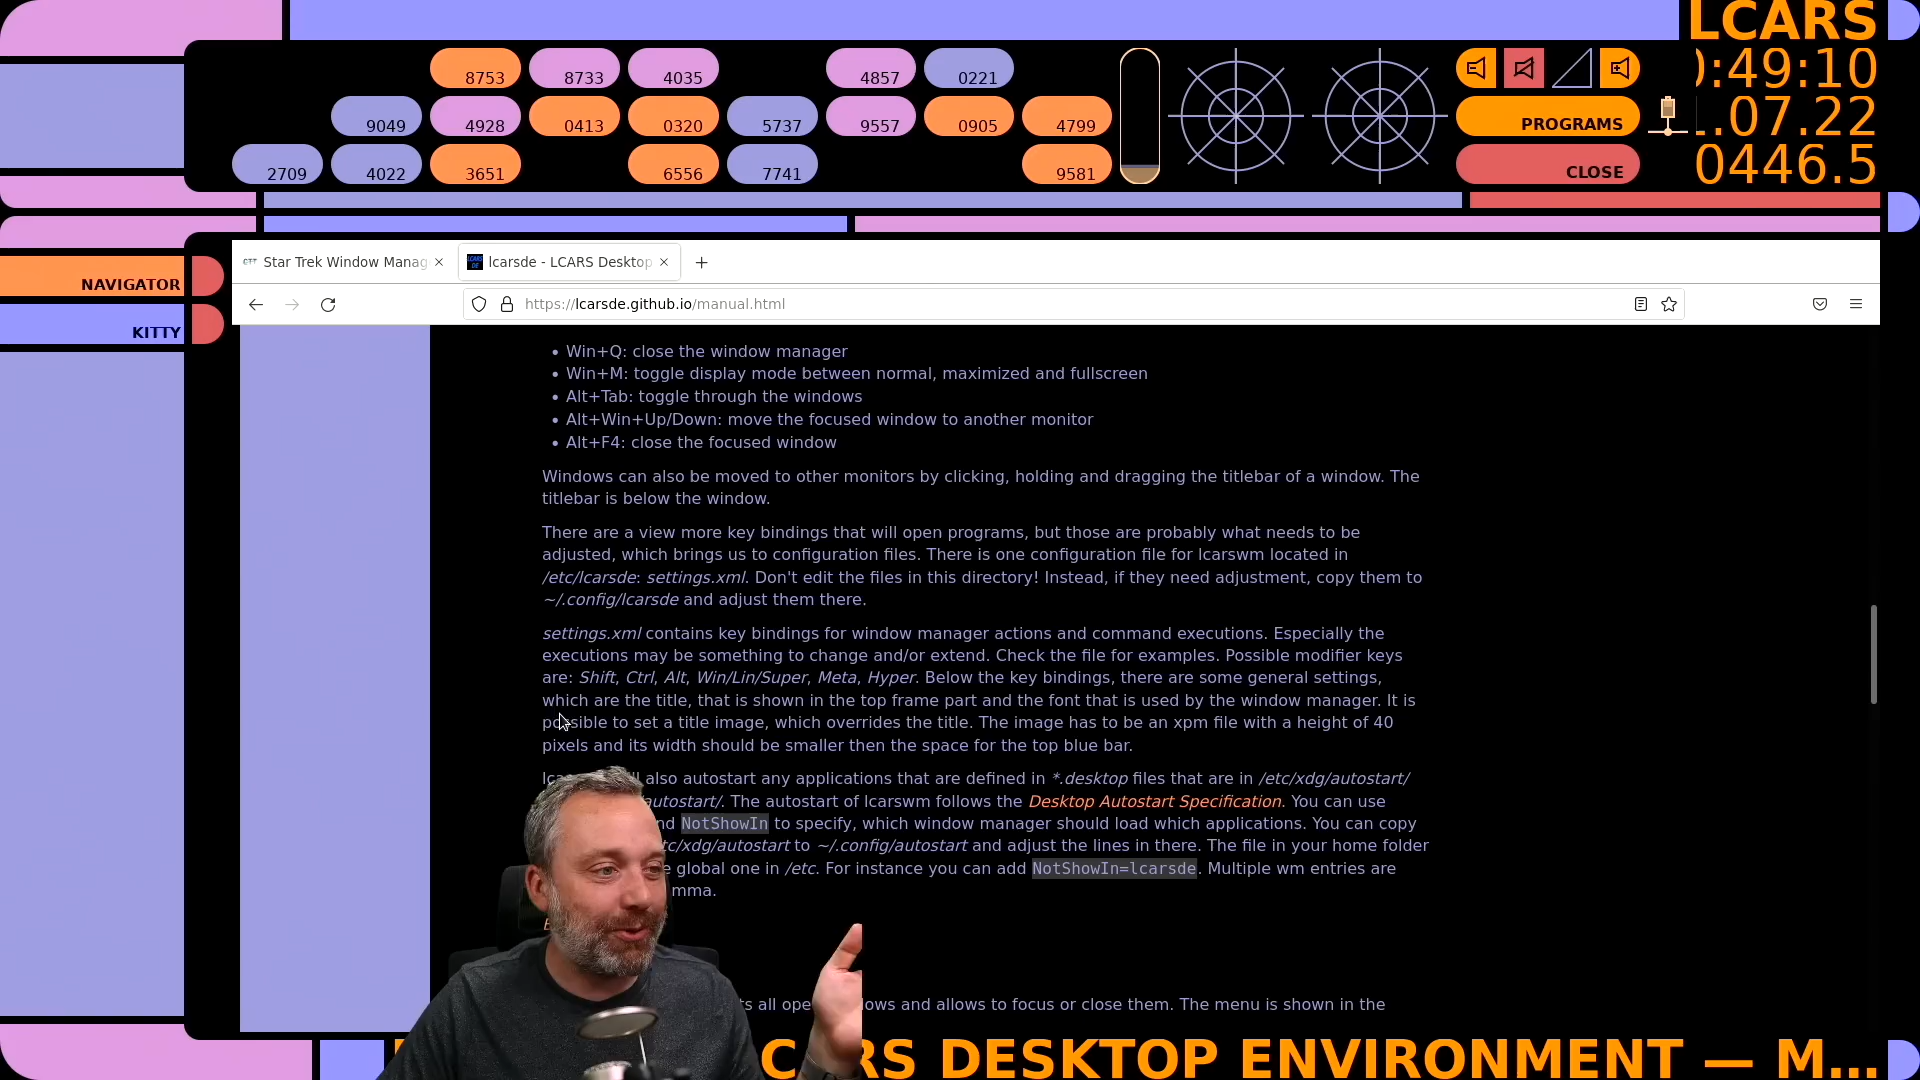 LCARS
8753 8733 4035 4857 0221
:49:10
9049 4928 0413 0320 5737 9557 0905 4799
PROGRAMS
.07.22
2709 4022 3651 6556 7741 9581
CLOSE
0446.5
Star Trek Window Manag
lcarsde - LCARS Desktop
NAVIGATOR
https://lcarsde.github.io/manual.html
KITTY
• Win+Q: close the window manager
• Win+M: toggle display mode between normal, maximized and fullscreen
• Alt+Tab: toggle through the windows
• Alt+Win+Up/Down: move the focused window to another monitor
• Alt+F4: close the focused window
Windows can also be moved to other monitors by clicking, holding and dragging the titlebar of a window. The
titlebar is below the window.
There are a view more key bindings that will open programs, but those are probably what needs to be
adjusted, which brings us to configuration files. There is one configuration file for lcarswm located in
/etc/lcarsde: settings.xml. Don't edit the files in this directory! Instead, if they need adjustment, copy them to
~/.config/lcarsde and adjust them there.
settings.xml contains key bindings for window manager actions and command executions. Especially the
executions may be something to change and/or extend. Check the file for examples. Possible modifier keys
are: Shift, Ctrl, Alt, Win/Lin/Super, Meta, Hyper. Below the key bindings, there are some general settings,
which are the title, that is shown in the top frame part and the font that is used by the window manager. It is
possible to set a title image, which overrides the title. The image has to be an xpm file with a height of 40
pixels and its width should be smaller then the space for the top blue bar.
also autostart any applications that are defined in *.desktop files that are in /etc/xdg/autostart/
autostart/. The autostart of lcarswm follows the Desktop Autostart Specification. You can use
NotShowIn to specify, which window manager should load which applications. You can copy
/xdg/autostart to ~/.config/autostart and adjust the lines in there. The file in your home folder
global one in /etc. For instance you can add NotShowIn=lcarsde. Multiple wm entries are
all and allows to focus or close them. The menu is shown in the
CARS DESKTOP ENVIRONMENT — M...